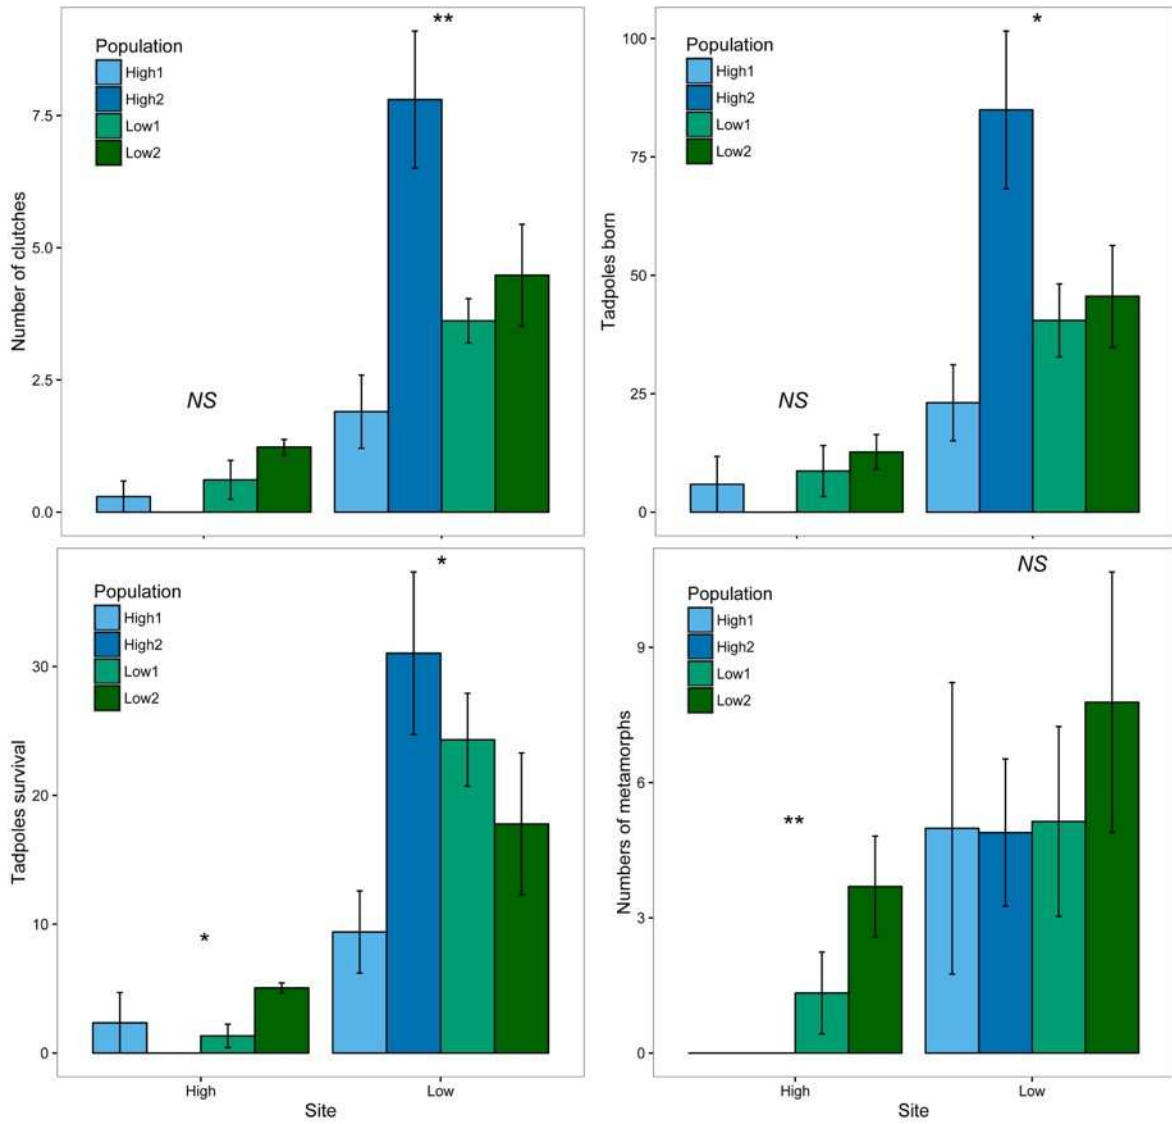 **
Population
High1
High2
Low1
Low2
7.5
5.0
2.5
0.0
NS
Number of clutches
*
Population
High1
High2
Low1
Low2
100
75
50
25
0
NS
Tadpoles born
*
Population
High1
High2
Low1
Low2
30
20
10
0
*
Tadpoles survival
High
Low
Site
NS
Population
High1
High2
Low1
Low2
9
6
3
0
**
Numbers of metamorphs
High
Low
Site